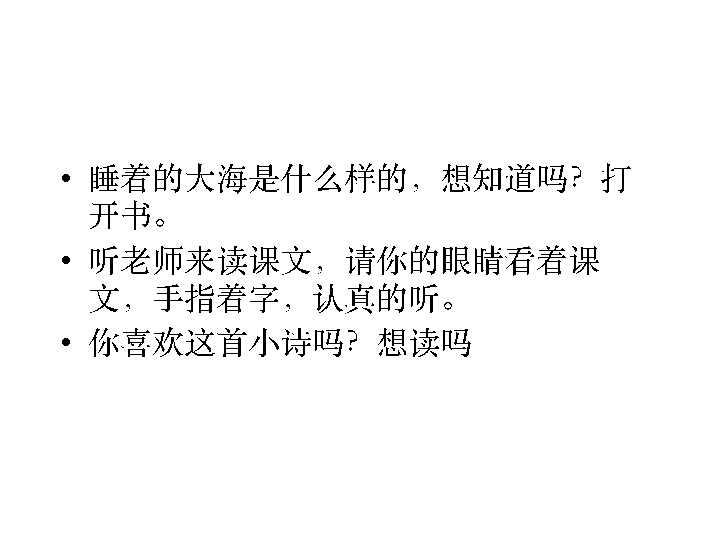 • 睡着的大海是什么样的，想知道吗？打
开书。
• 听老师来读课文，请你的眼睛看着课
文，手指着字，认真的听。
• 你喜欢这首小诗吗？想读吗